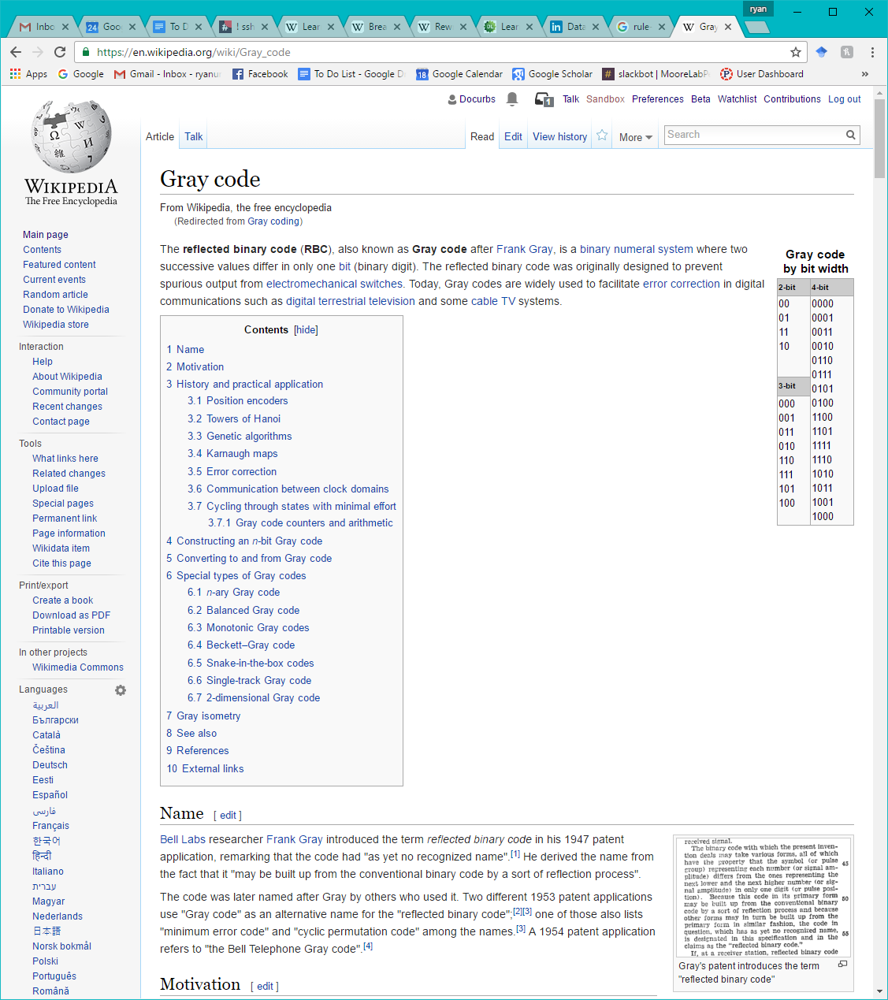 ryan
Inbo
24 Goo
To D
! ssh
Lear
Brea
Rew
Lear
Data
rule
Gray
https://en.wikipedia.org/wiki/Gray_code
Apps
Google
Gmail - Inbox - ryanu
Facebook
To Do List - Google D
18 Google Calendar
Google Scholar
slackbot | MooreLabP
User Dashboard
»
Docurbs
1
Talk
Sandbox
Preferences
Beta
Watchlist
Contributions
Log out
WIKIPEDIA
The Free Encyclopedia
Article
Talk
Read
Edit
View history
More
Search
Main page
Contents
Featured content
Current events
Random article
Donate to Wikipedia
Wikipedia store
Interaction
Help
About Wikipedia
Community portal
Recent changes
Contact page
Tools
What links here
Related changes
Upload file
Special pages
Permanent link
Page information
Wikidata item
Cite this page
Print/export
Create a book
Download as PDF
Printable version
In other projects
Wikimedia Commons
Languages
العربية
Български
Català
Čeština
Deutsch
Eesti
Español
فارسی
Français
한국어
हिन्दी
Italiano
עברית
Magyar
Nederlands
日本語
Norsk bokmål
Polski
Português
Română
Gray code
From Wikipedia, the free encyclopedia
(Redirected from Gray coding)
The reflected binary code (RBC), also known as Gray code after Frank Gray, is a binary numeral system where two
successive values differ in only one bit (binary digit). The reflected binary code was originally designed to prevent
spurious output from electromechanical switches. Today, Gray codes are widely used to facilitate error correction in digital
communications such as digital terrestrial television and some cable TV systems.
Gray code
by bit width
2-bit
00
01
11
10
3-bit
000
001
011
010
110
111
101
100
4-bit
0000
0001
0011
0010
0110
0111
0101
0100
1100
1101
1111
1110
1010
1011
1001
1000
Contents [hide]
1 Name
2 Motivation
3 History and practical application
3.1 Position encoders
3.2 Towers of Hanoi
3.3 Genetic algorithms
3.4 Karnaugh maps
3.5 Error correction
3.6 Communication between clock domains
3.7 Cycling through states with minimal effort
3.7.1 Gray code counters and arithmetic
4 Constructing an n-bit Gray code
5 Converting to and from Gray code
6 Special types of Gray codes
6.1 n-ary Gray code
6.2 Balanced Gray code
6.3 Monotonic Gray codes
6.4 Beckett–Gray code
6.5 Snake-in-the-box codes
6.6 Single-track Gray code
6.7 2-dimensional Gray code
7 Gray isometry
8 See also
9 References
10 External links
Name [ edit ]
Bell Labs researcher Frank Gray introduced the term reflected binary code in his 1947 patent
application, remarking that the code had "as yet no recognized name".[1] He derived the name from
the fact that it "may be built up from the conventional binary code by a sort of reflection process".
The code was later named after Gray by others who used it. Two different 1953 patent applications
use "Gray code" as an alternative name for the "reflected binary code";[2][3] one of those also lists
"minimum error code" and "cyclic permutation code" among the names.[3] A 1954 patent application
refers to "the Bell Telephone Gray code".[4]
received signal.
The binary code with which the present inven-
tion deals may take various forms, all of which
have the property that the symbol (or pulse
group) representing each number (or signal am- 45
plitude) differs from the ones representing the
next lower and the next higher number (or sig-
nal amplitude) in only one digit (or pulse posi-
tion). Because this code in its primary form 50
may be built up from the conventional binary
code by a sort of reflection process and because
other forms may in turn be built up from the
primary form in similar fashion, the code in
question, which has as yet no recognized name, 55
is designated in this specification and in the
claims as the "reflected binary code."
If, at a receiver station, reflected binary code
Gray's patent introduces the term
"reflected binary code"
Motivation [ edit ]